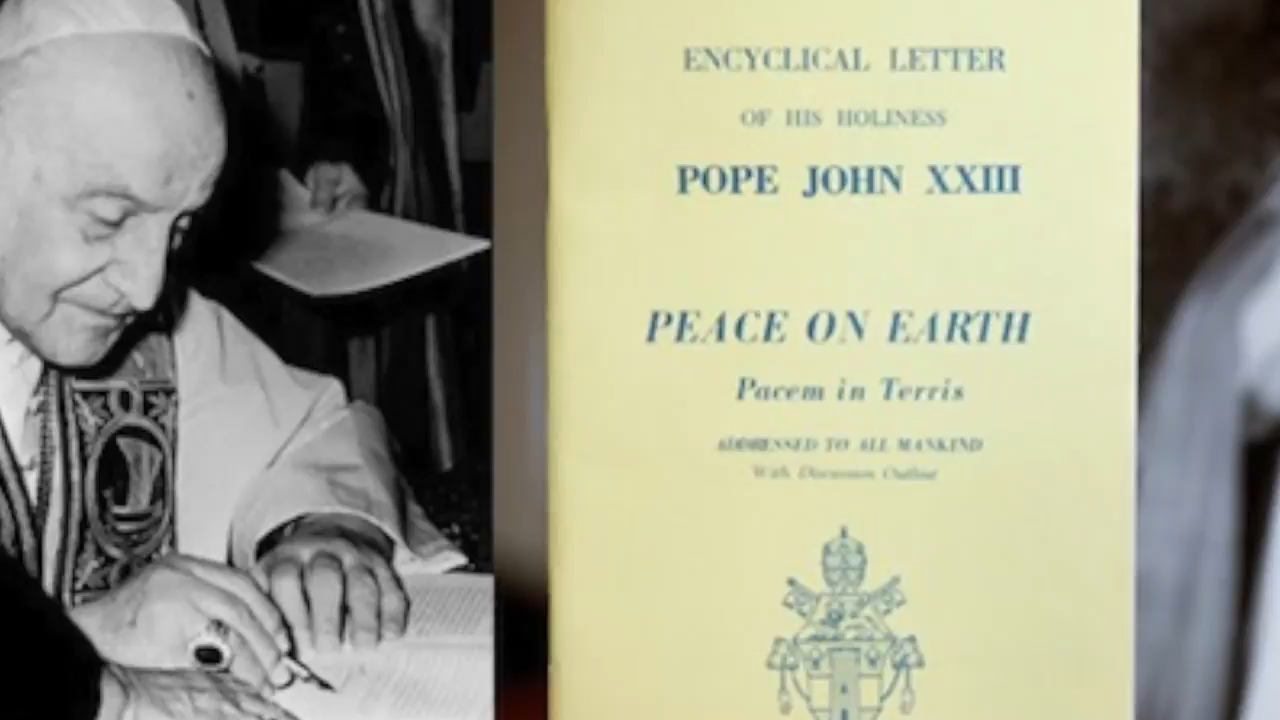 ENCYCLICAL LETTER
OF HIS HOLINESS
POPE JOHN XXIII
PEACE ON EARTH
Pacem in Terris
ADDRESSED TO ALL MANKIND
With Discussion Outline